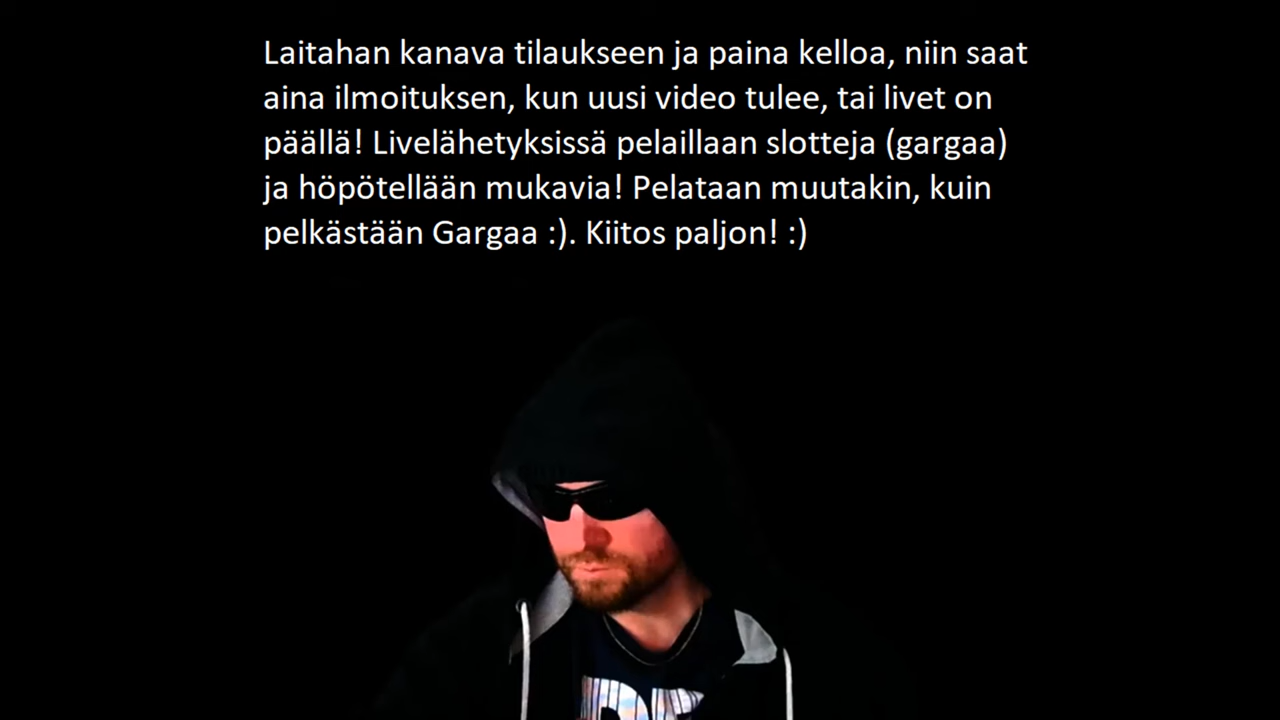 Laitahan kanava tilaukseen ja paina kelloa, niin saat
aina ilmoituksen, kun uusi video tulee, tai livet on
päällä! Livelähetyksissä pelaillaan slotteja (gargaa)
ja höpötellään mukavia! Pelataan muutakin, kuin
pelkästään Gargaa :). Kiitos paljon! :)